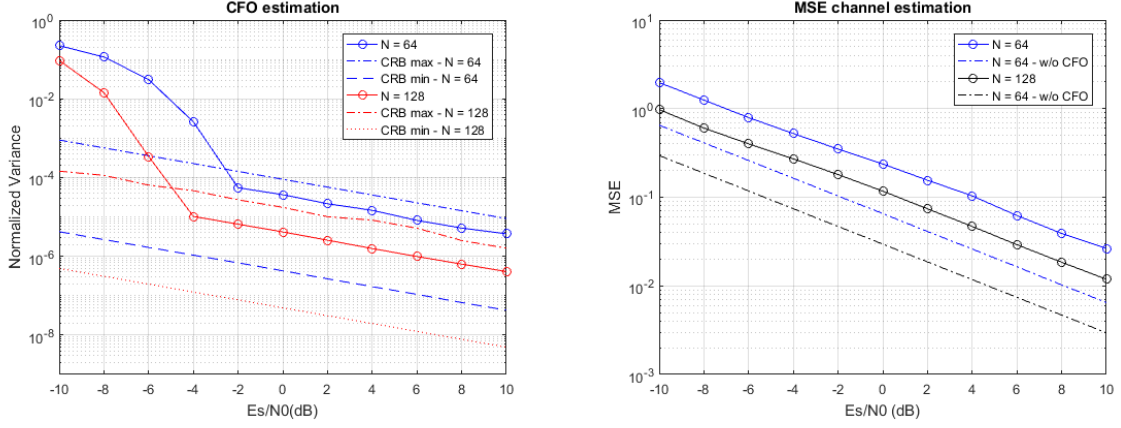 CFO estimation
10^0
10^-2
10^-4
10^-6
10^-8
Normalized Variance
N = 64
CRB max - N = 64
CRB min - N = 64
N = 128
CRB max - N = 128
CRB min - N = 128
-10 -8 -6 -4 -2 0 2 4 6 8 10
Es/N0(dB)
MSE channel estimation
10^1
10^0
10^-1
10^-2
10^-3
MSE
N = 64
N = 64 - w/o CFO
N = 128
N = 64 - w/o CFO
-10 -8 -6 -4 -2 0 2 4 6 8 10
Es/N0 (dB)